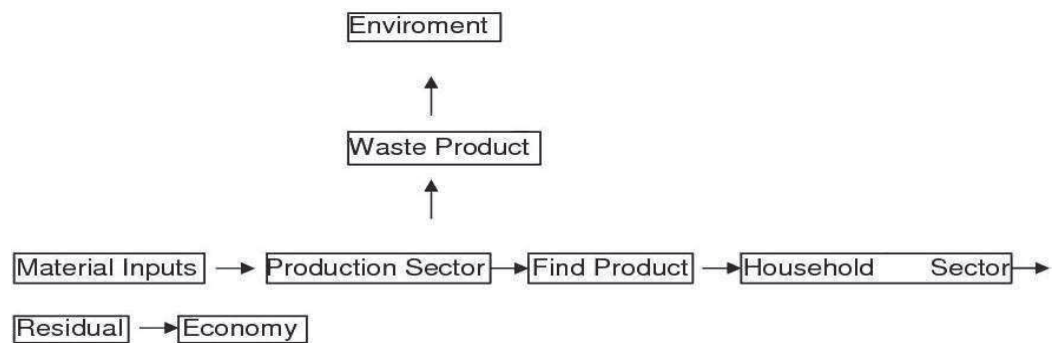 Enviroment
Waste Product
Material Inputs Production Sector Find Product Household Sector
Residual Economy